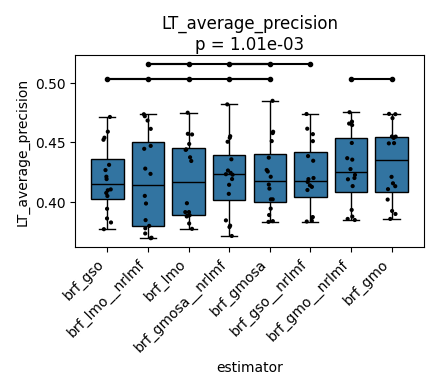 LT_average_precision
p = 1.01e-03
LT_average_precision
0.50
0.45
0.40
brf_gso
brf_lmo__nrlmf
brf_lmo
brf_gmosa__nrlmf
brf_gmosa
brf_gso__nrlmf
brf_gmo__nrlmf
brf_gmo
estimator